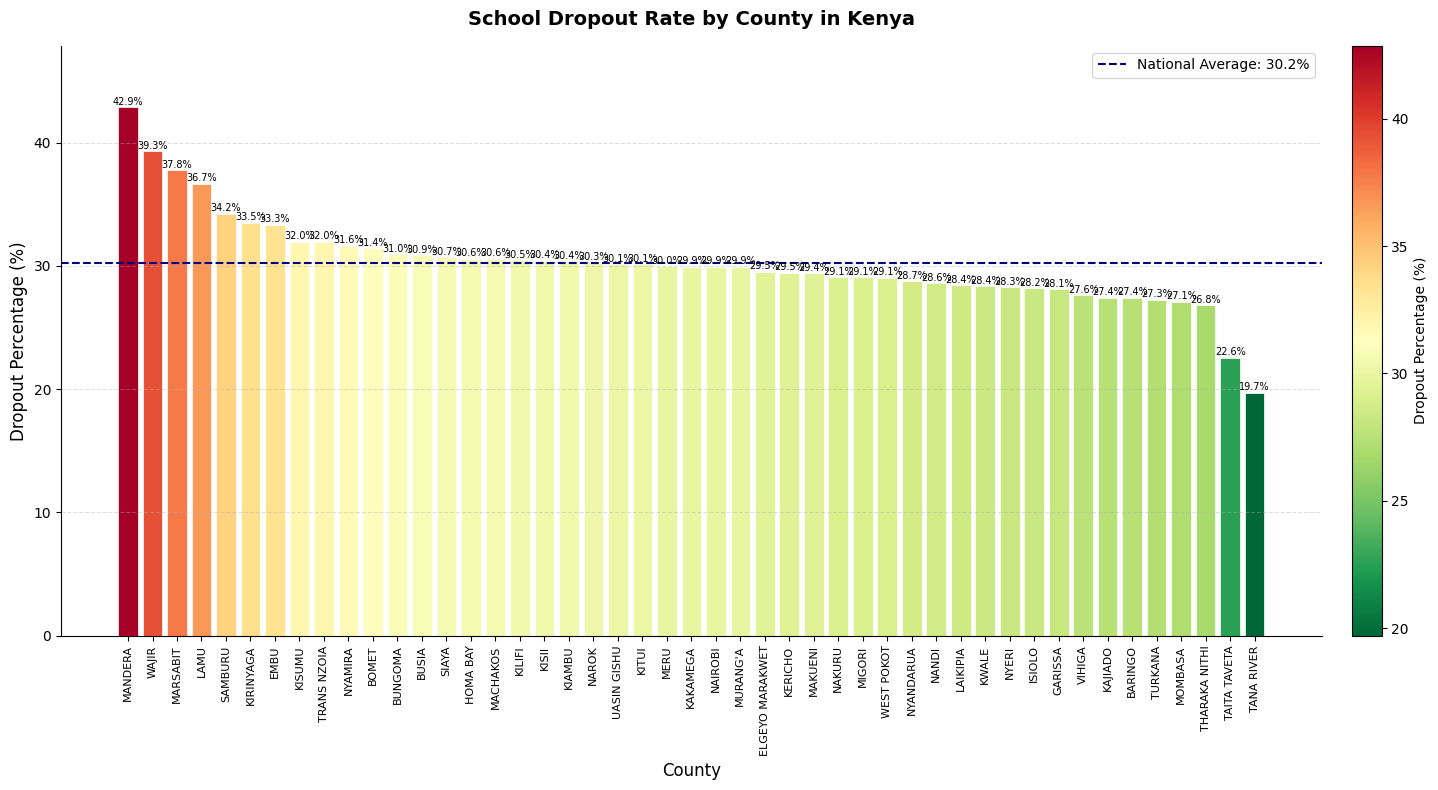 School Dropout Rate by County in Kenya
National Average: 30.2%
Dropout Percentage (%)
40
30
20
10
0
42.9%
39.3%
37.8%
36.7%
34.2%
33.5%
33.3%
32.0%
32.0%
31.6%
31.4%
31.0%
30.9%
30.7%
30.6%
30.6%
30.5%
30.4%
30.4%
30.3%
30.1%
30.1%
30.0%
29.9%
29.9%
29.9%
29.5%
29.5%
29.4%
29.1%
29.1%
29.1%
28.7%
28.6%
28.4%
28.4%
28.3%
28.2%
28.1%
27.6%
27.4%
27.4%
27.3%
27.1%
26.8%
22.6%
19.7%
MANDERA
WAJIR
MARSABIT
LAMU
SAMBURU
KIRINYAGA
EMBU
KISUMU
TRANS NZOIA
NYAMIRA
BOMET
BUNGOMA
BUSIA
SIAYA
HOMA BAY
MACHAKOS
KILIFI
KISII
KIAMBU
NAROK
UASIN GISHU
KITUI
MERU
KAKAMEGA
NAIROBI
MURANG'A
ELGEYO MARAKWET
KERICHO
MAKUENI
NAKURU
MIGORI
WEST POKOT
NYANDARUA
NANDI
LAIKIPIA
KWALE
NYERI
ISIOLO
GARISSA
VIHIGA
KAJIADO
BARINGO
TURKANA
MOMBASA
THARAKA NITHI
TAITA TAVETA
TANA RIVER
County
40
35
30
25
20
Dropout Percentage (%)